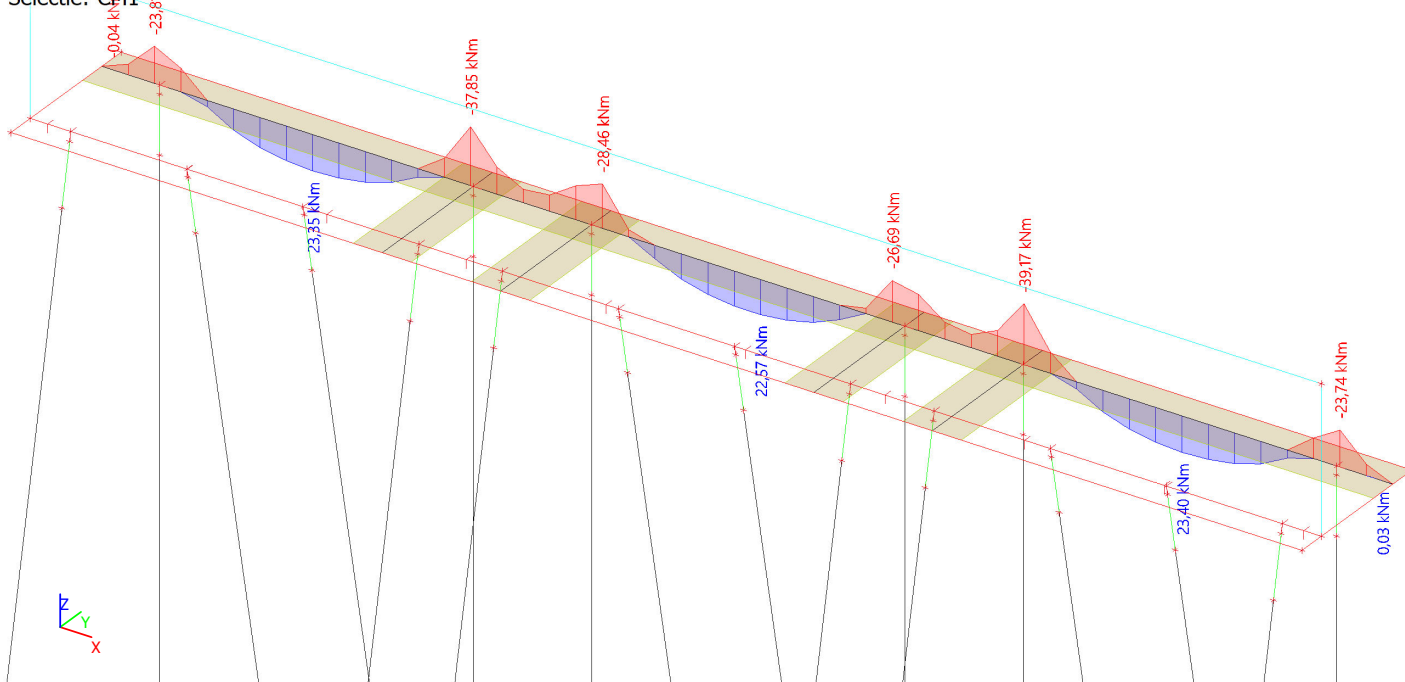 -0,04 kNm
-37,85 kNm
-28,46 kNm
23,35 kNm
-26,69 kNm
-39,17 kNm
22,57 kNm
-23,74 kNm
23,40 kNm
0,03 kNm
Z
Y
X